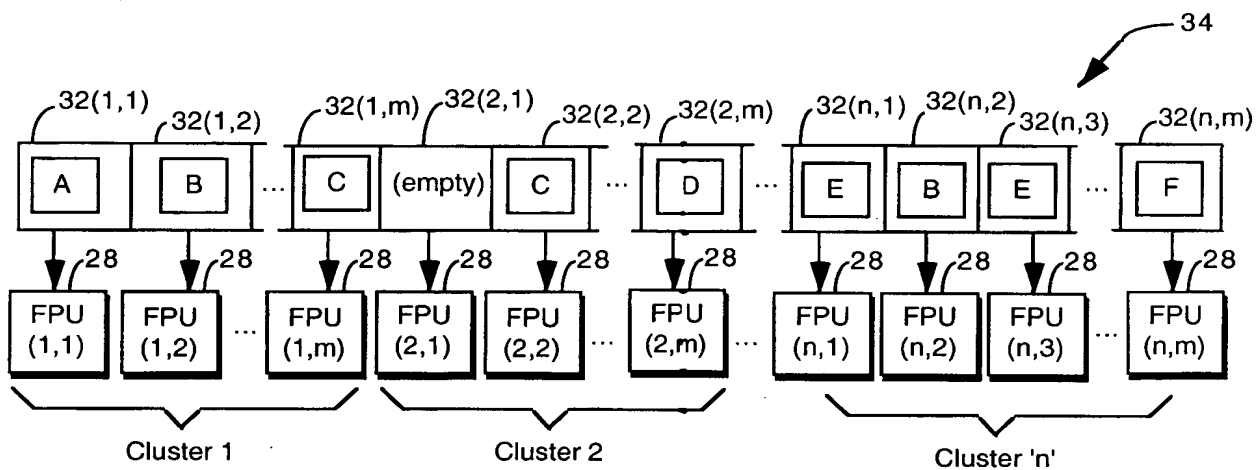 34
32(1,1) 32(1,2) 32(1,m) 32(2,1) 32(2,2) 32(2,m) 32(n,1) 32(n,2) 32(n,3) 32(n,m)
A B ... C (empty) C ... D ... E B E ... F
28 28 28 28 28 28 28 28 28 28
FPU FPU FPU FPU FPU FPU FPU FPU FPU FPU
(1,1) (1,2) ... (1,m) (2,1) (2,2) ... (2,m) ... (n,1) (n,2) (n,3) ... (n,m)
Cluster 1 Cluster 2 Cluster 'n'